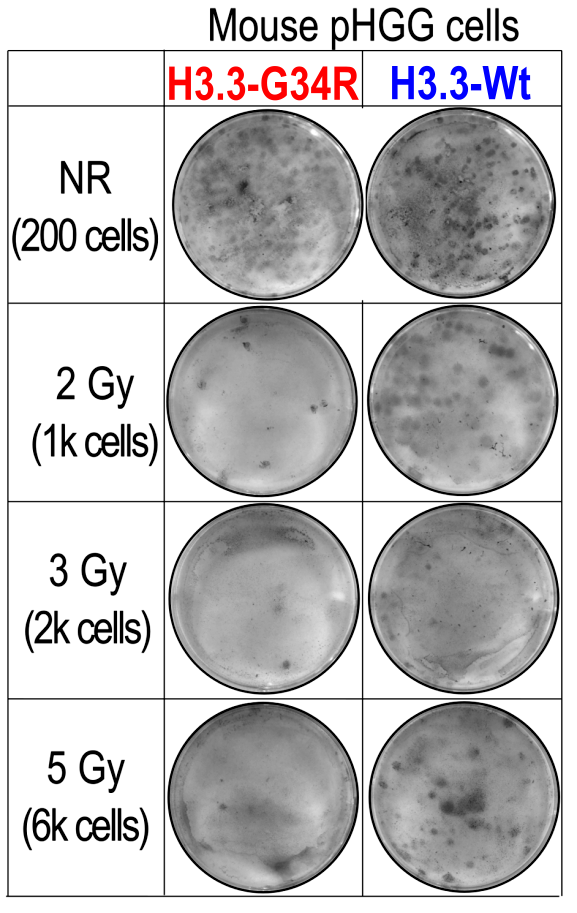 Mouse pHGG cells
H3.3-G34R H3.3-Wt
NR
(200 cells)
2 Gy
(1k cells)
3 Gy
(2k cells)
5 Gy
(6k cells)